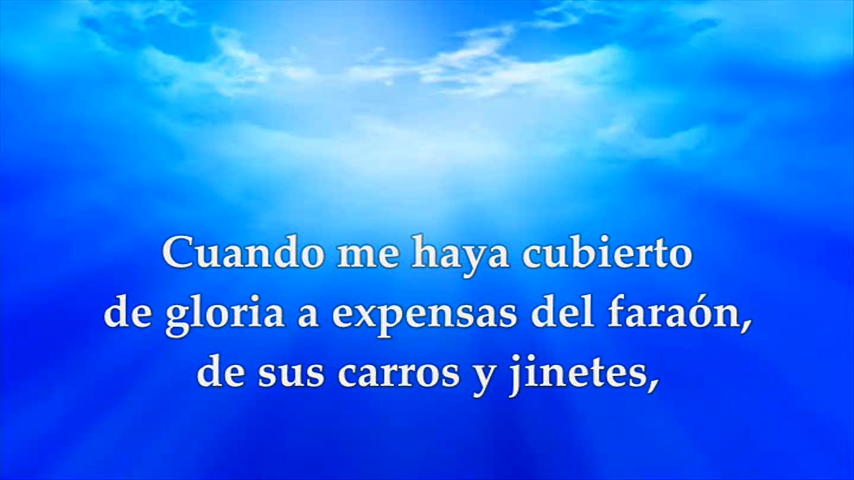 Cuando me haya cubierto
de gloria a expensas del faraón,
de sus carros y jinetes,